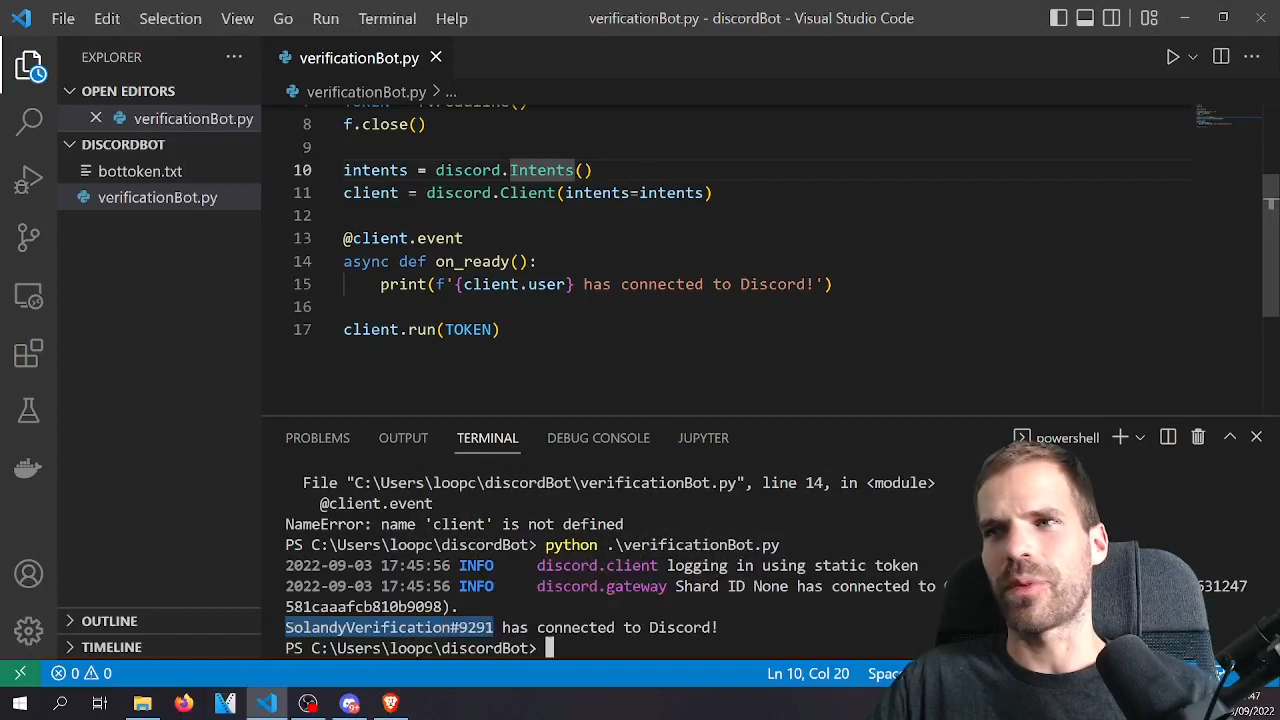 File Edit Selection View Go Run Terminal Help verificationBot.py - discordBot - Visual Studio Code
EXPLORER
verificationBot.py
OPEN EDITORS
verificationBot.py
DISCORDBOT
bottoken.txt
verificationBot.py
OUTLINE
TIMELINE
verificationBot.py > ...
8 f.close()
9
10 intents = discord.Intents()
11 client = discord.Client(intents=intents)
12
13 @client.event
14 async def on_ready():
15 print(f'{client.user} has connected to Discord!')
16
17 client.run(TOKEN)
PROBLEMS OUTPUT TERMINAL DEBUG CONSOLE JUPYTER powershell
File "C:\Users\loopc\discordBot\verificationBot.py", line 14, in <module>
@client.event
NameError: name 'client' is not defined
PS C:\Users\loopc\discordBot> python .\verificationBot.py
2022-09-03 17:45:56 INFO discord.client logging in using static token
2022-09-03 17:45:56 INFO discord.gateway Shard ID None has connected to 531247
581caaafcb810b9098).
SolandyVerification#9291 has connected to Discord!
PS C:\Users\loopc\discordBot>
0 0 Ln 10, Col 20